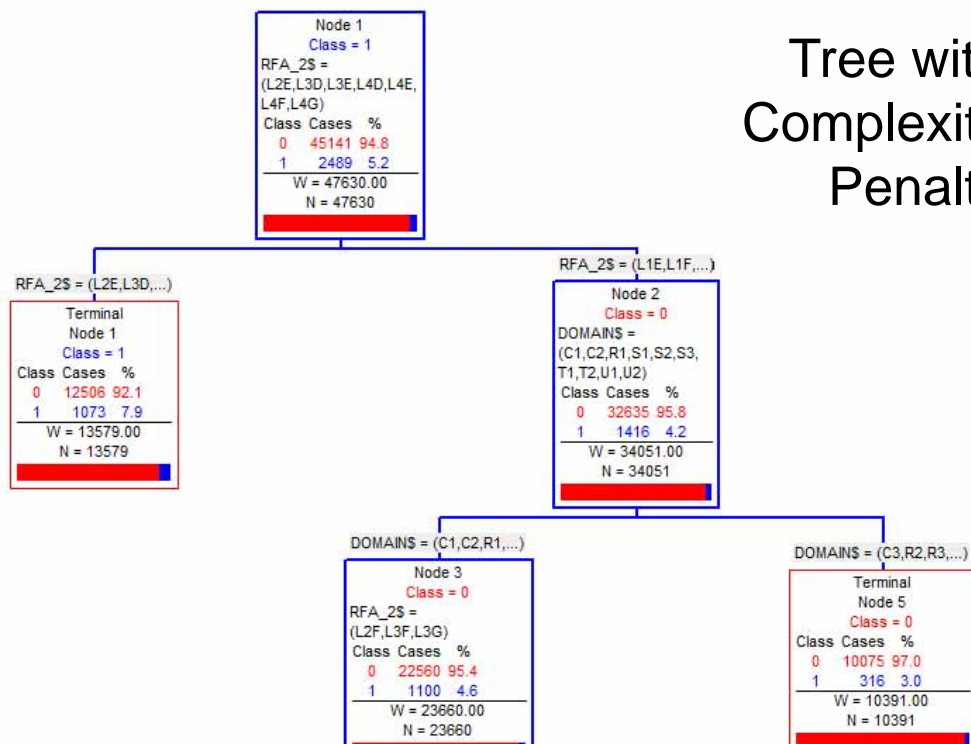 Node 1
Class = 1
RFA_2$ =
(L2E,L3D,L3E,L4D,L4E,
L4F,L4G)
Class Cases %
0 45141 94.8
1 2489 5.2
W = 47630.00
N = 47630
Complexit
Penalt
RFA_2$ = (L2E,L3D,...)
Terminal
Node 1
Class = 1
Class Cases %
0 12506 92.1
1 1073 7.9
W = 13579.00
N = 13579
RFA_2$ = (L1E,L1F,...)
Node 2
Class = 0
DOMAIN$ =
(C1,C2,R1,S1,S2,S3,
T1,T2,U1,U2)
Class Cases %
0 32635 95.8
1 1416 4.2
W = 34051.00
N = 34051
DOMAIN$ = (C1,C2,R1,...)
Node 3
Class = 0
RFA_2$ =
(L2F,L3F,L3G)
Class Cases %
0 22560 95.4
1 1100 4.6
W = 23660.00
N = 23660
DOMAIN$ = (C3,R2,R3,...)
Terminal
Node 5
Class = 0
Class Cases %
0 10075 97.0
1 316 3.0
W = 10391.00
N = 10391
Tree wit